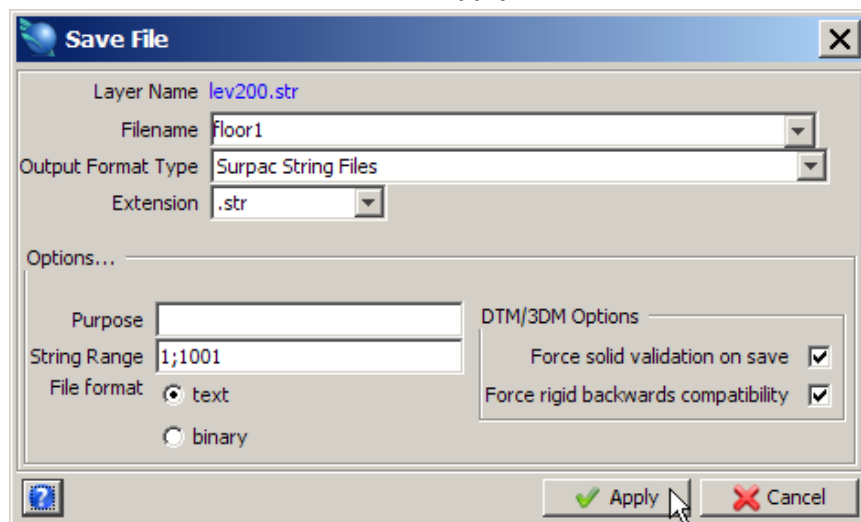 Save File
Layer Name lev200.str
Filename floor1
Output Format Type Surpac String Files
Extension .str
Options...
Purpose
String Range 1;1001
File format text
binary
DTM/3DM Options
Force solid validation on save
Force rigid backwards compatibility
? Apply Cancel